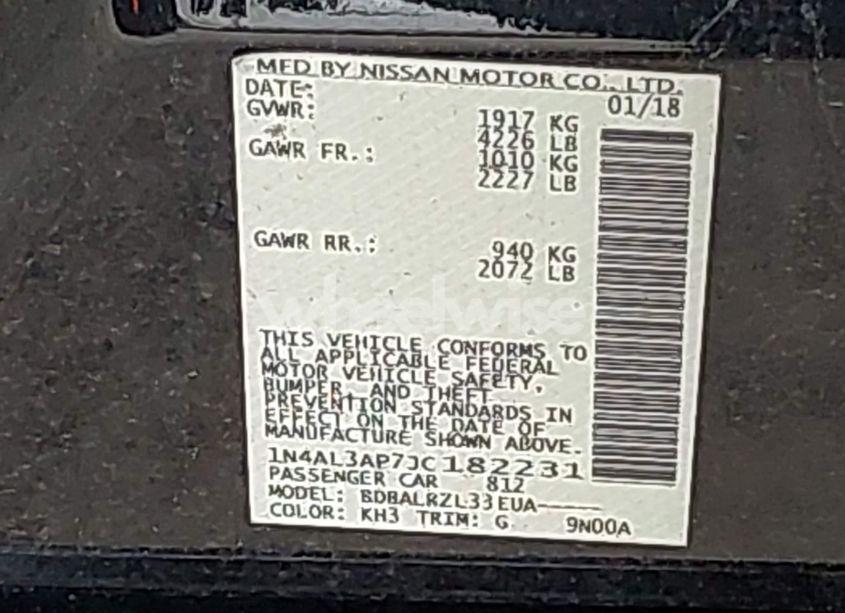 MFD BY NISSAN MOTOR CO., LTD.
DATE: 01/18
GVWR: 1917 KG
4226 LB
GAWR FR.: 1010 KG
2227 LB
GAWR RR.: 940 KG
2072 LB
wheelwise
THIS VEHICLE CONFORMS TO
ALL APPLICABLE FEDERAL
MOTOR VEHICLE SAFETY,
BUMPER, AND THEFT
PREVENTION STANDARDS IN
EFFECT ON THE DATE OF
MANUFACTURE SHOWN ABOVE.
1N4AL3AP7JC182231
PASSENGER CAR 812
MODEL: BDBALRZL33EUA-----
COLOR: KH3 TRIM: G 9N00A